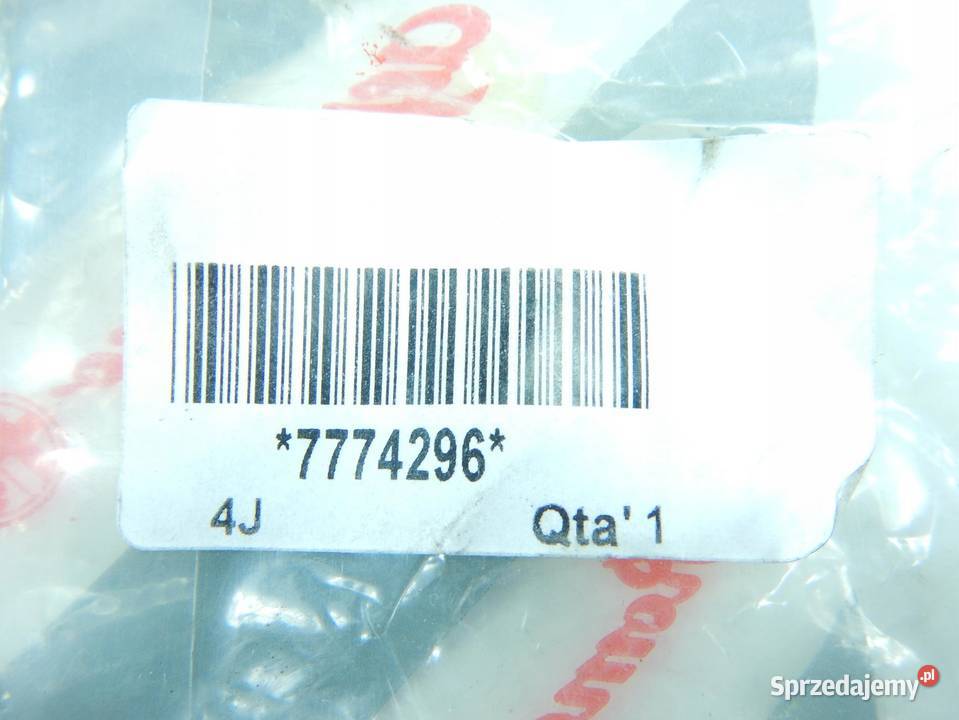 *7774296*
4J Qta' 1
Sprzedajemy.pl